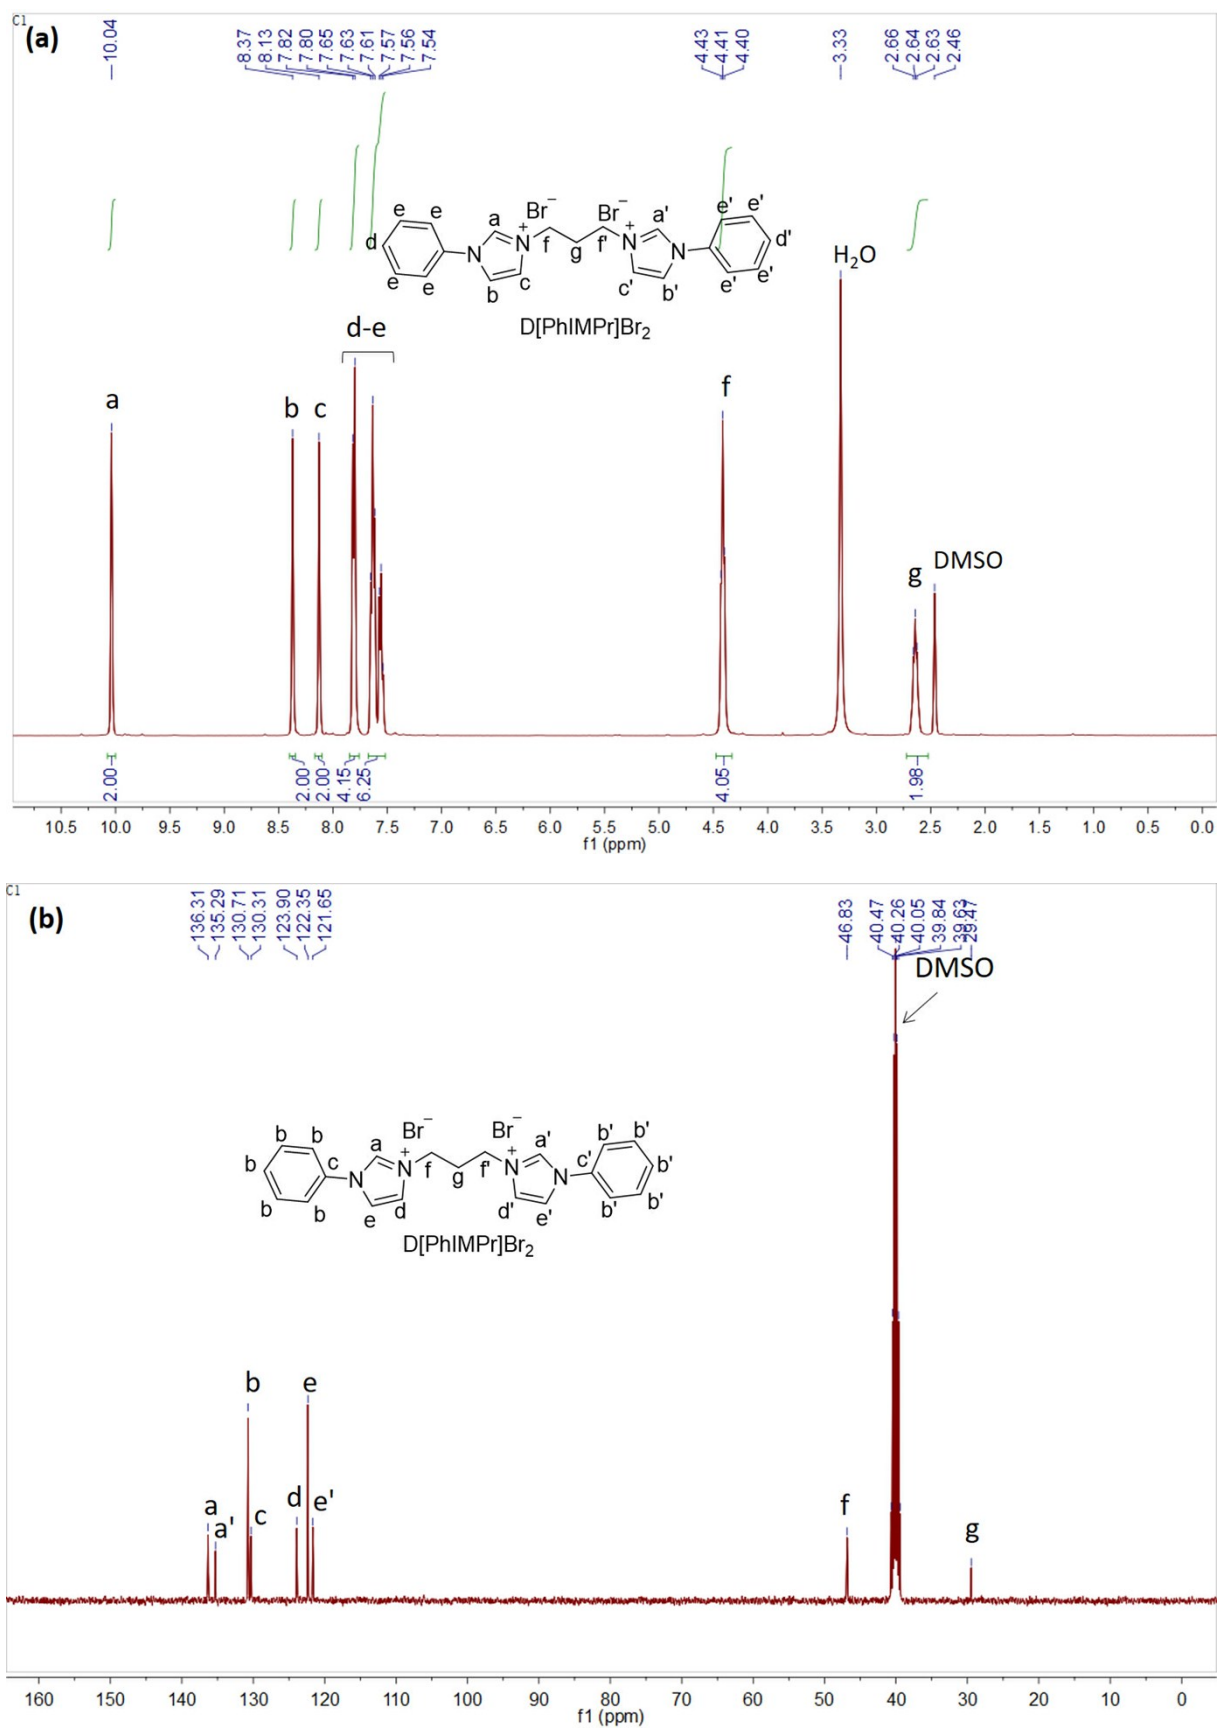 C1
(a)
10.04
8.37
8.13
7.82
7.80
7.65
7.63
7.61
7.57
7.56
7.54
4.43
4.41
4.40
3.33
2.66
2.64
2.63
2.46
Br− Br−
e e a + + a' e' e'
d N N f g f' N N d'
e e b c c' b' e' e'
D[PhIMPr]Br2
H2O
d-e
a
b
c
f
g
DMSO
2.00
2.00
2.00
4.15
6.25
4.05
1.98
10.5 10.0 9.5 9.0 8.5 8.0 7.5 7.0 6.5 6.0 5.5 5.0 4.5 4.0 3.5 3.0 2.5 2.0 1.5 1.0 0.5 0.0
f1 (ppm)
C1
(b)
136.31
135.29
130.71
130.31
123.90
122.35
121.65
46.83
40.47
40.26
40.05
39.84
39.63
29.47
DMSO
Br− Br−
b b a + + a' b' b'
b c N N f g f' N N c' b'
b b e d d' e' b' b'
D[PhIMPr]Br2
b
e
a
a'
c
d
e'
f
g
160 150 140 130 120 110 100 90 80 70 60 50 40 30 20 10 0
f1 (ppm)